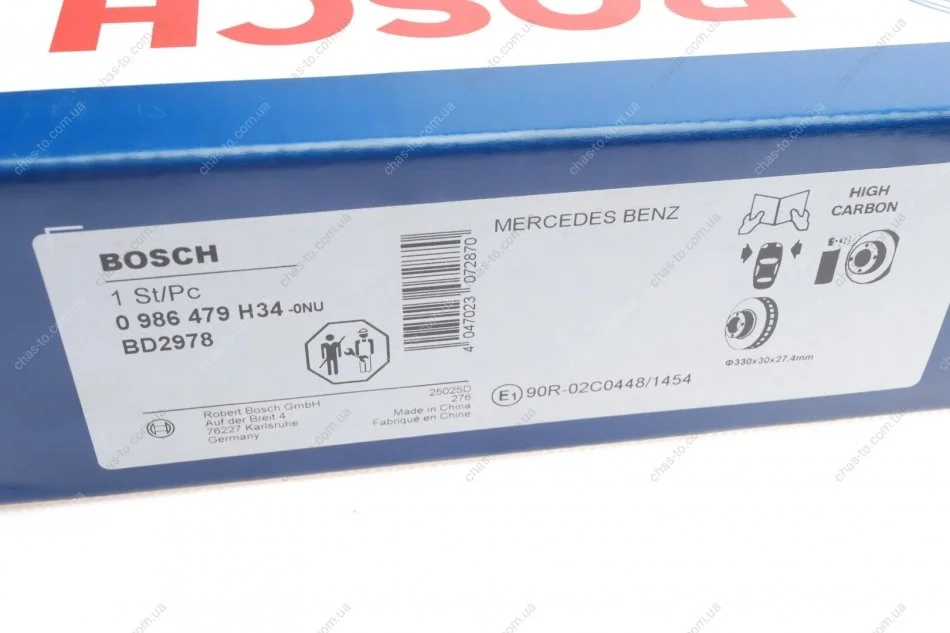 BOSCH
BOSCH
1 St/Pc
0 986 479 H34 -0NU
BD2978
4 047023 072870
MERCEDES BENZ
HIGH
CARBON
Φ330x30x27.4mm
E1 90R-02C0448/1454
25025D
276
Made in China
Fabriqué en Chine
Robert Bosch GmbH
Auf der Breit 4
76227 Karlsruhe
Germany
chas-to.com.ua